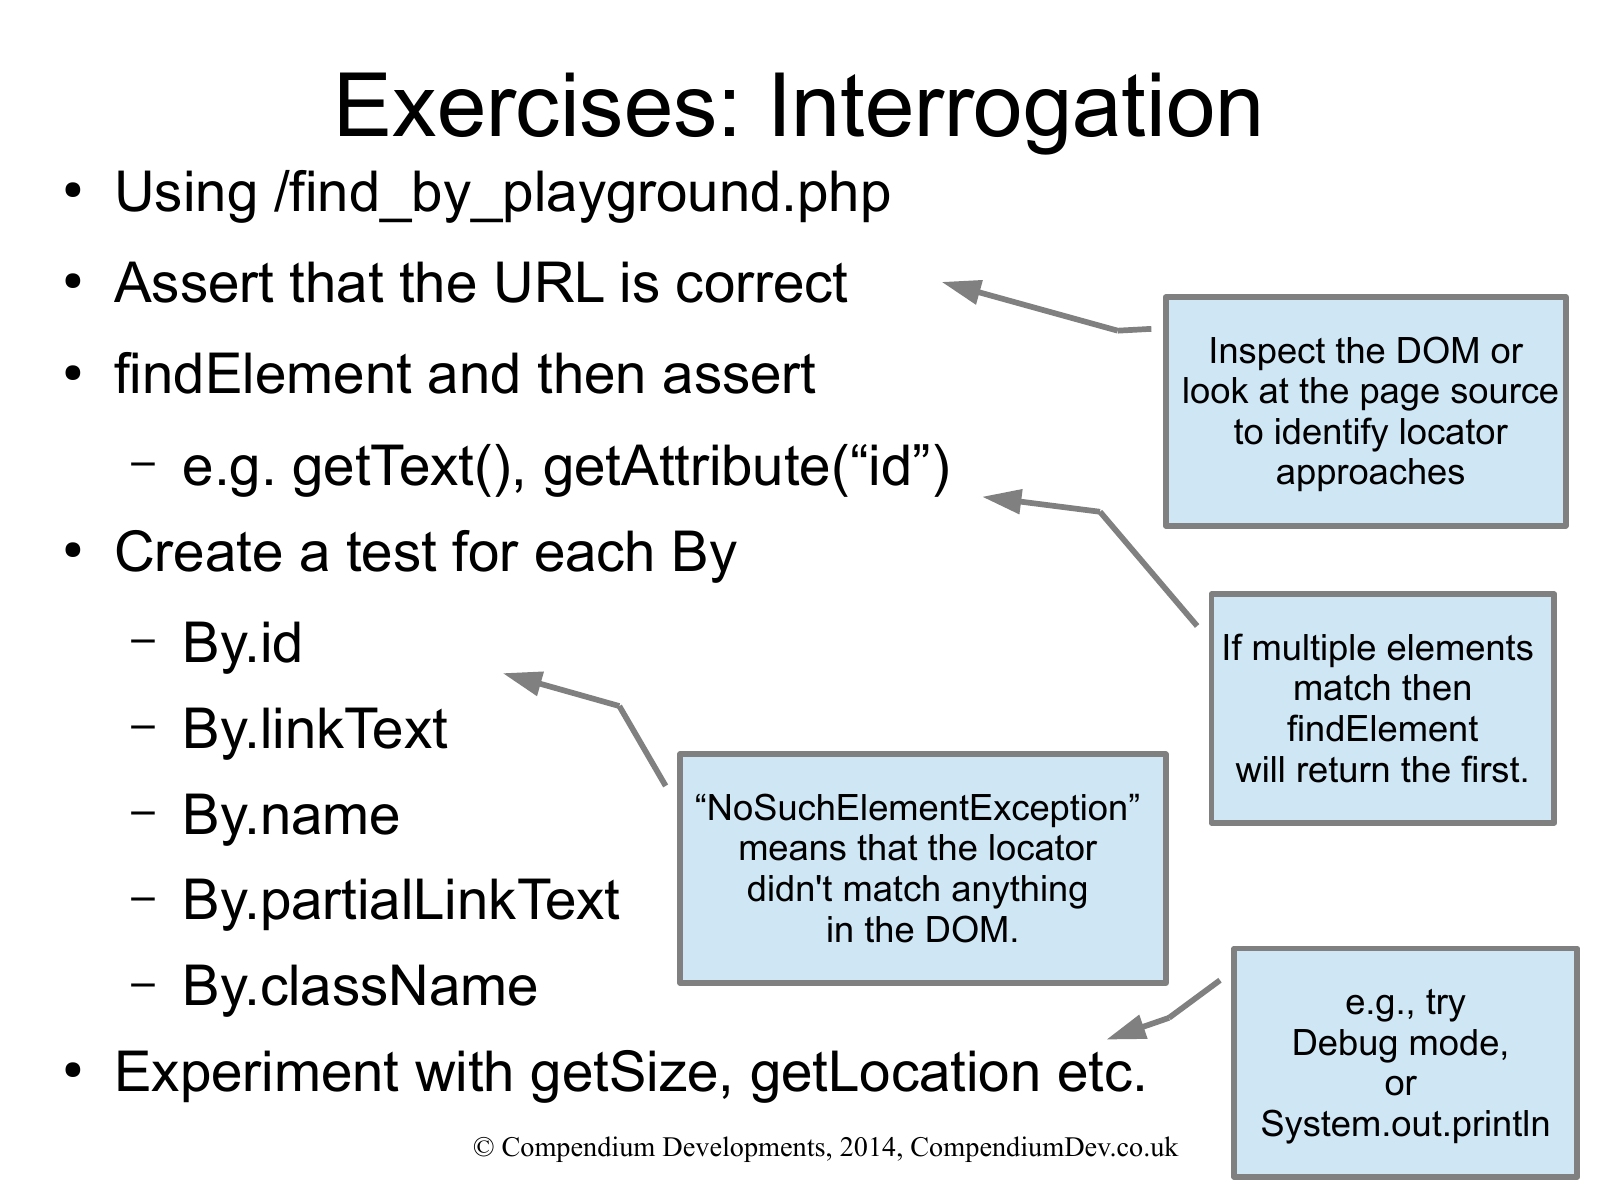 Exercises: Interrogation
• Using /find_by_playground.php
• Assert that the URL is correct
• findElement and then assert
– e.g. getText(), getAttribute(“id”)
• Create a test for each By
– By.id
– By.linkText
– By.name
– By.partialLinkText
– By.className
• Experiment with getSize, getLocation etc.
Inspect the DOM or
look at the page source
to identify locator
approaches
If multiple elements
match then
findElement
will return the first.
“NoSuchElementException”
means that the locator
didn't match anything
in the DOM.
e.g., try
Debug mode,
or
System.out.println
© Compendium Developments, 2014, CompendiumDev.co.uk